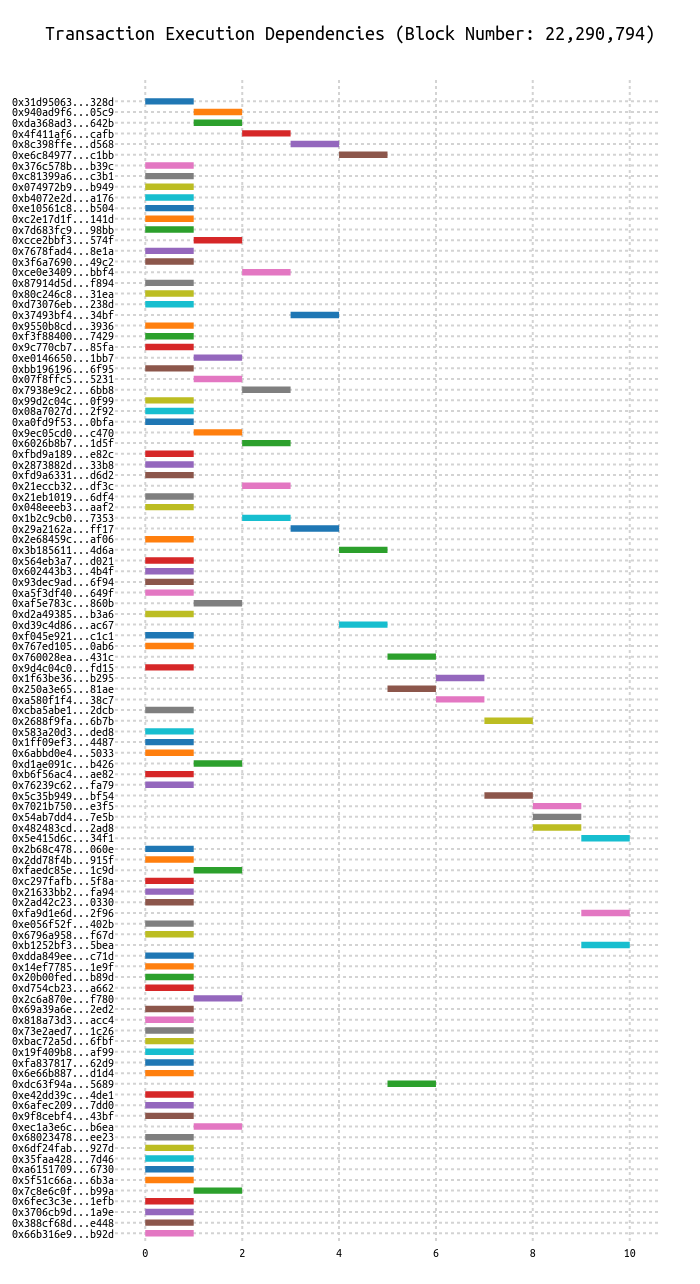 Transaction Execution Dependencies (Block Number: 22,290,794)
0x31d95063...328d
0x940ad9f6...05c9
0xda368ad3...642b
0x4f411af6...cafb
0x8c398ffe...d568
0xe6c84977...c1bb
0x376c578b...b39c
0xc81399a6...c3b1
0x074972b9...b949
0xb4072e2d...a176
0xe10561c8...b504
0xc2e17d1f...141d
0x7d683fc9...98bb
0xcce2bbf3...574f
0x7678fad4...8e1a
0x3f6a7690...49c2
0xce0e3409...bbf4
0x87914d5d...f894
0x80c246c8...31ea
0xd73076eb...238d
0x37493bf4...34bf
0x9550b8cd...3936
0xf3f88400...7429
0x9c770cb7...85fa
0xe0146650...1bb7
0xbb196196...6f95
0x07f8ffc5...5231
0x7938e9c2...6bb8
0x99d2c04c...0f99
0x08a7027d...2f92
0xa0fd9f53...0bfa
0x9ec05cd0...c470
0x6026b8b7...1d5f
0xfbd9a189...e82c
0x2873882d...33b8
0xfd9a6331...d6d2
0x21eccb32...df3c
0x21eb1019...6df4
0x048eeeb3...aaf2
0x1b2c9cb0...7353
0x29a2162a...ff17
0x2e68459c...af06
0x3b185611...4d6a
0x564eb3a7...d021
0x602443b3...4b4f
0x93dec9ad...6f94
0xa5f3df40...649f
0xaf5e783c...860b
0xd2a49385...b3a6
0xd39c4d86...ac67
0xf045e921...c1c1
0x767ed105...0ab6
0x760028ea...431c
0x9d4c04c0...fd15
0x1f63be36...b295
0x250a3e65...81ae
0xa580f1f4...38c7
0xcba5abe1...2dcb
0x2688f9fa...6b7b
0x583a20d3...ded8
0x1ff09ef3...4487
0x6abbd0e4...5033
0xd1ae091c...b426
0xb6f56ac4...ae82
0x76239c62...fa79
0x5c35b949...bf54
0x7021b750...e3f5
0x54ab7dd4...7e5b
0x482483cd...2ad8
0x5e415d6c...34f1
0x2b68c478...060e
0x2dd78f4b...915f
0xfaedc85e...1c9d
0xc297fafb...5f8a
0x21633bb2...fa94
0x2ad42c23...0330
0xfa9d1e6d...2f96
0xe056f52f...402b
0x6796a958...f67d
0xb1252bf3...5bea
0xdda849ee...c71d
0x14ef7785...1e9f
0x20b00fed...b89d
0xd754cb23...a662
0x2c6a870e...f780
0x69a39a6e...2ed2
0x818a73d3...acc4
0x73e2aed7...1c26
0xbac72a5d...6fbf
0x19f409b8...af99
0xfa837817...62d9
0x6e66b887...d1d4
0xdc63f94a...5689
0xe42dd39c...4de1
0x6afec209...7dd0
0x9f8cebf4...43bf
0xec1a3e6c...b6ea
0x68023478...ee23
0x6df24fab...927d
0x35faa428...7d46
0xa6151709...6730
0x5f51c66a...6b3a
0x7c8e6c0f...b99a
0x6fec3c3e...1efb
0x3706cb9d...1a9e
0x388cf68d...e448
0x66b316e9...b92d
0 2 4 6 8 10